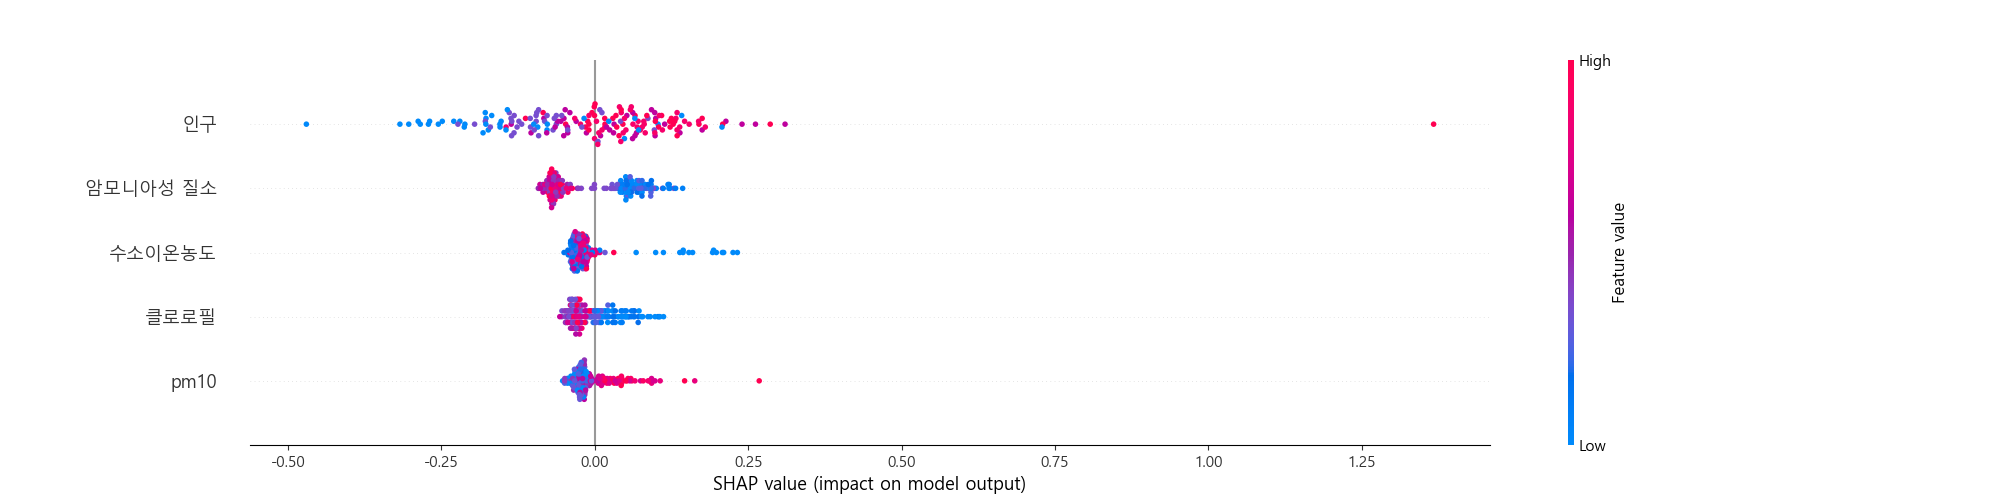 High
인구
암모니아성 질소
수소이온농도
클로로필
pm10
Feature value
Low
-0.50 -0.25 0.00 0.25 0.50 0.75 1.00 1.25
SHAP value (impact on model output)